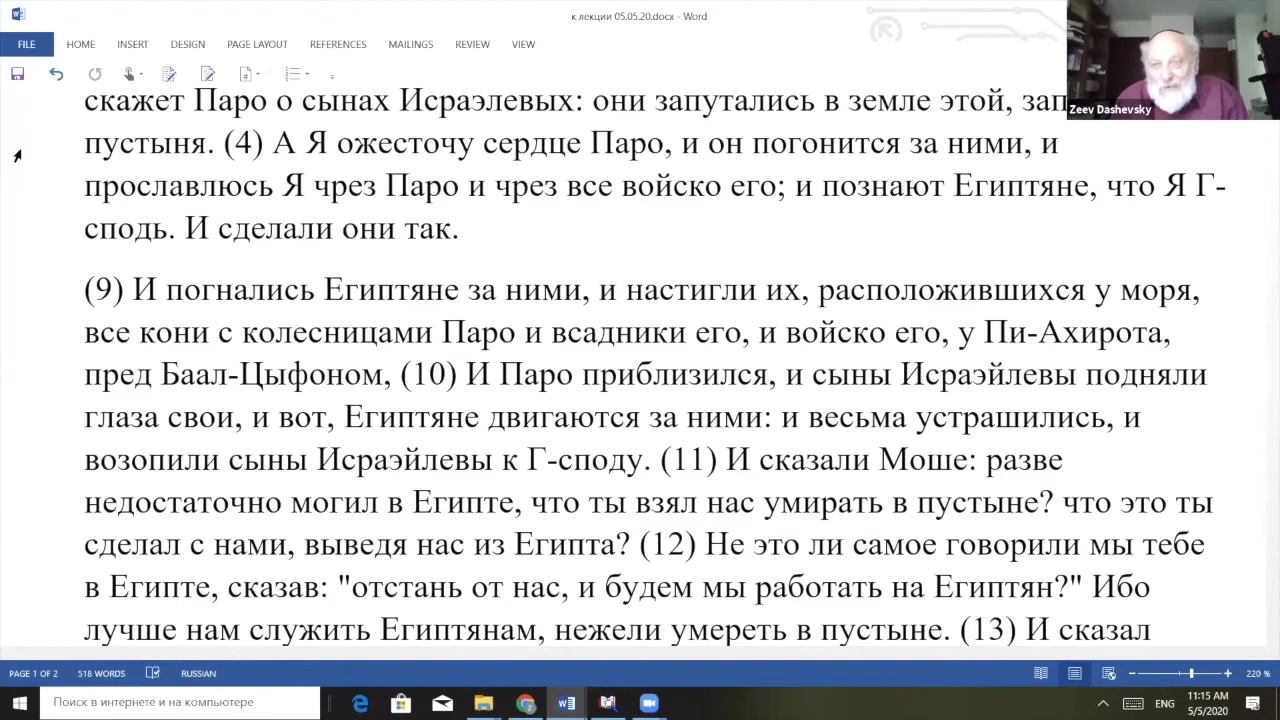 к лекции 05.05.20.docx - Word
FILE HOME INSERT DESIGN PAGE LAYOUT REFERENCES MAILINGS REVIEW VIEW
Zeev Dashevsky
скажет Паро о сынах Исраэлевых: они запутались в земле этой,
пустыня. (4) А Я ожесточу сердце Паро, и он погонится за ними, и
прославлюсь Я чрез Паро и чрез все войско его; и познают Египтяне, что Я Г-
сподь. И сделали они так.
(9) И погнались Египтяне за ними, и настигли их, расположившихся у моря,
все кони с колесницами Паро и всадники его, и войско его, у Пи-Ахирота,
пред Баал-Цыфоном, (10) И Паро приблизился, и сыны Исраэйлевы подняли
глаза свои, и вот, Египтяне двигаются за ними: и весьма устрашились, и
возопили сыны Исраэйлевы к Г-споду. (11) И сказали Моше: разве
недостаточно могил в Египте, что ты взял нас умирать в пустыне? что это ты
сделал с нами, выведя нас из Египта? (12) Не это ли самое говорили мы тебе
в Египте, сказав: "отстань от нас, и будем мы работать на Египтян?" Ибо
лучше нам служить Египтянам, нежели умереть в пустыне. (13) И сказал
PAGE 1 OF 2 518 WORDS RUSSIAN 220 %
Поиск в интернете и на компьютере
ENG
11:15 AM
5/5/2020